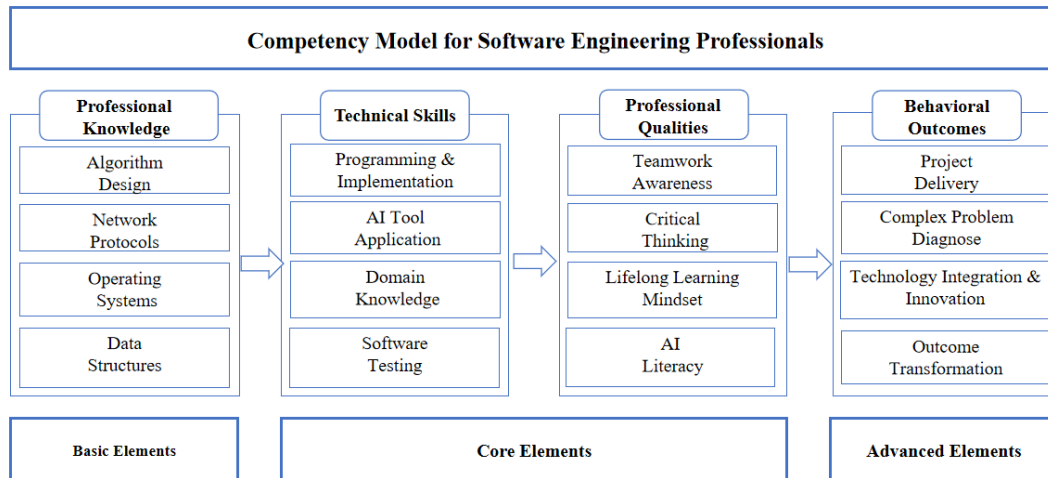 Competency Model for Software Engineering Professionals
Professional
Knowledge
Algorithm
Design
Network
Protocols
Operating
Systems
Data
Structures
Technical Skills
Programming &
Implementation
AI Tool
Application
Domain
Knowledge
Software
Testing
Professional
Qualities
Teamwork
Awareness
Critical
Thinking
Lifelong Learning
Mindset
AI
Literacy
Behavioral
Outcomes
Project
Delivery
Complex Problem
Diagnose
Technology Integration &
Innovation
Outcome
Transformation
Basic Elements
Core Elements
Advanced Elements